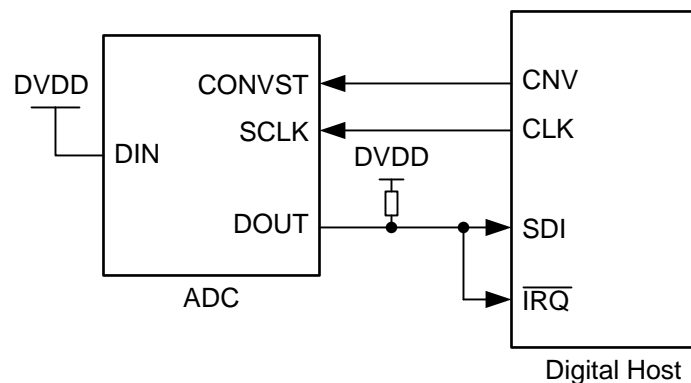 DVDD
DIN
CONVST
SCLK
DOUT
ADC
DVDD
CNV
CLK
SDI
IRQ
Digital Host